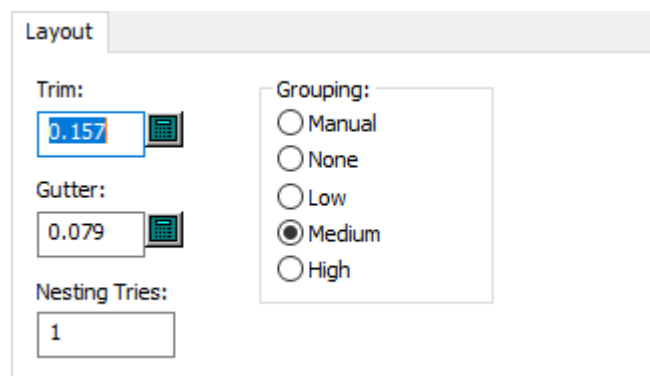 Layout
Trim:
0.157
Gutter:
0.079
Nesting Tries:
1
Grouping:
Manual
None
Low
Medium
High